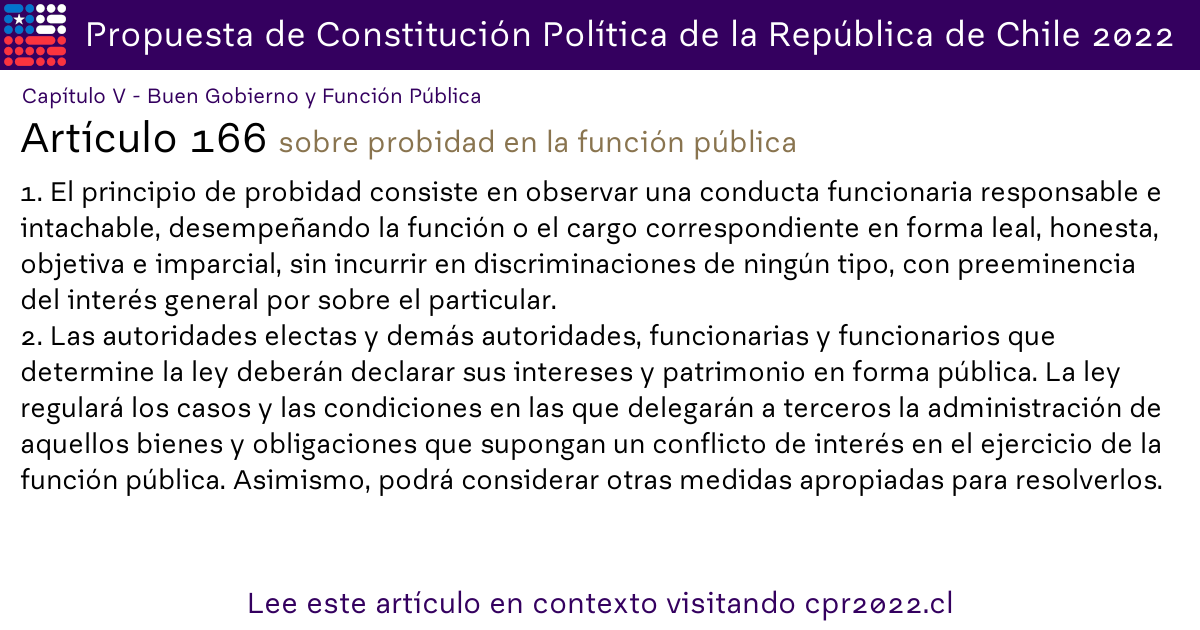 Propuesta de Constitución Política de la República de Chile 2022
Capítulo V - Buen Gobierno y Función Pública
Artículo 166 sobre probidad en la función pública
1. El principio de probidad consiste en observar una conducta funcionaria responsable e
intachable, desempeñando la función o el cargo correspondiente en forma leal, honesta,
objetiva e imparcial, sin incurrir en discriminaciones de ningún tipo, con preeminencia
del interés general por sobre el particular.
2. Las autoridades electas y demás autoridades, funcionarias y funcionarios que
determine la ley deberán declarar sus intereses y patrimonio en forma pública. La ley
regulará los casos y las condiciones en las que delegarán a terceros la administración de
aquellos bienes y obligaciones que supongan un conflicto de interés en el ejercicio de la
función pública. Asimismo, podrá considerar otras medidas apropiadas para resolverlos.
Lee este artículo en contexto visitando cpr2022.cl